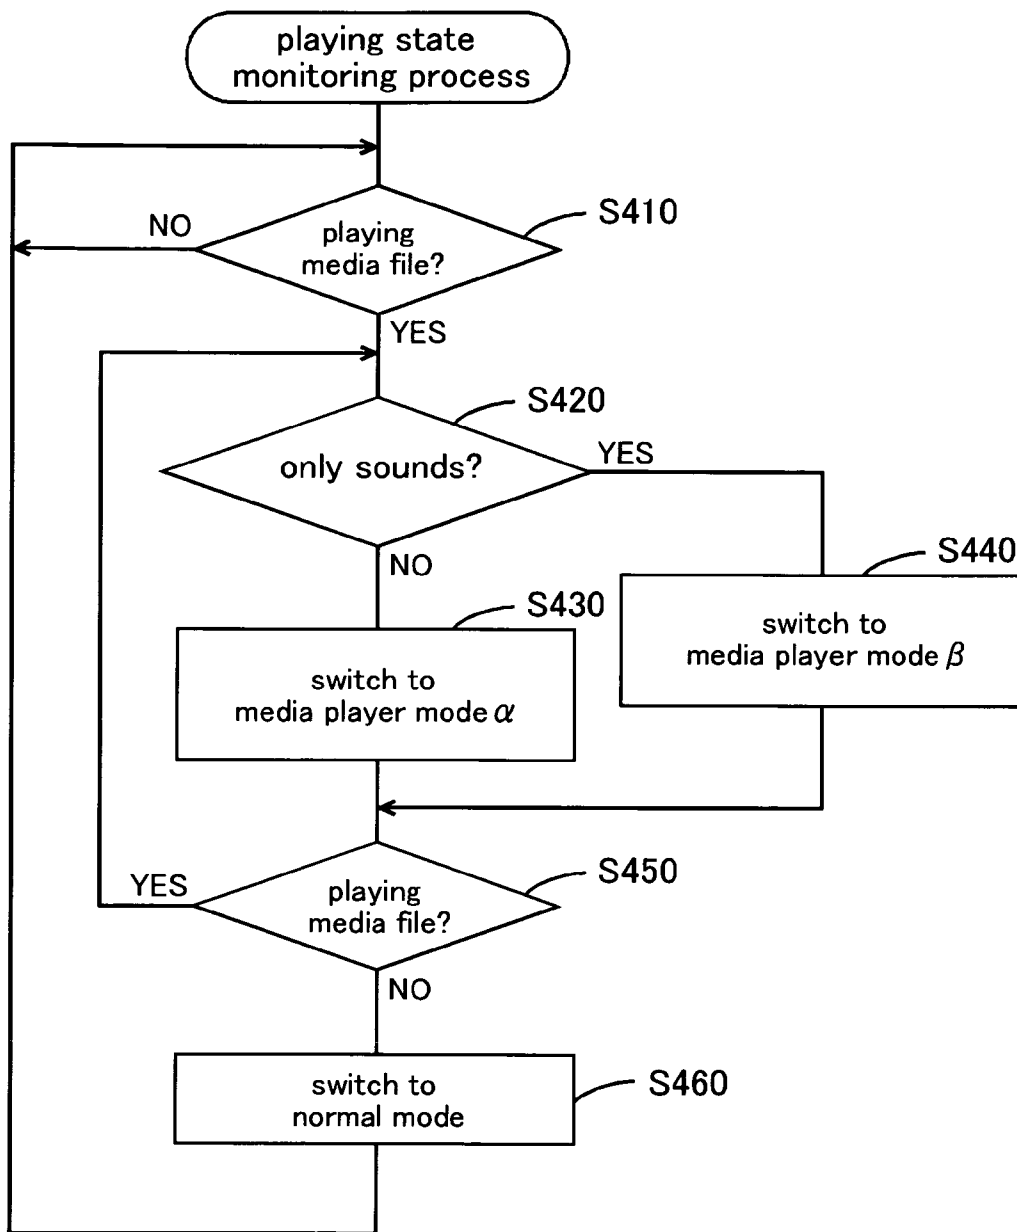 playing state
monitoring process
S410
NO
playing
media file?
YES
S420
only sounds?
YES
NO
S440
S430
switch to
media player mode β
switch to
media player mode α
S450
YES
playing
media file?
NO
switch to
normal mode
S460